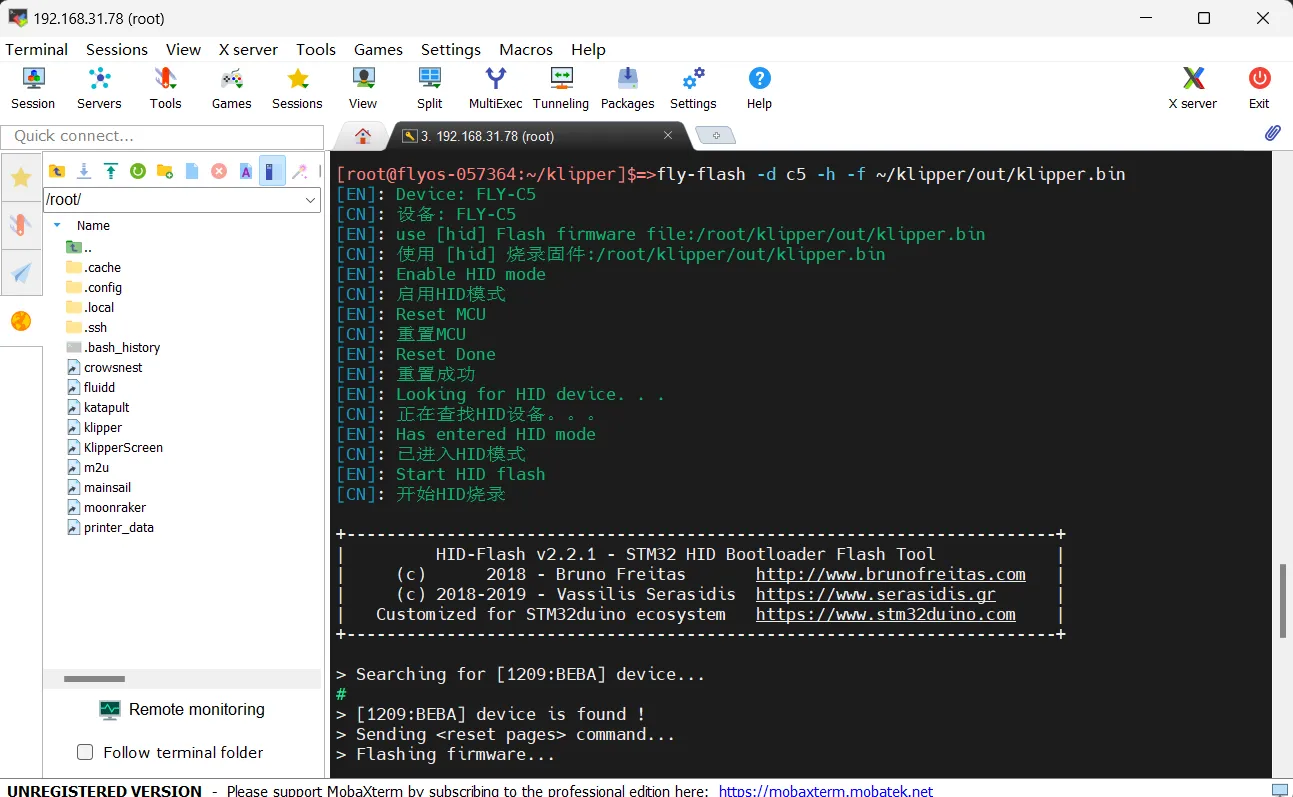 192.168.31.78 (root)
Terminal Sessions View X server Tools Games Settings Macros Help
Session Servers Tools Games Sessions View Split MultiExec Tunneling Packages Settings Help X server Exit
Quick connect...
3. 192.168.31.78 (root)
/root/
Name
..
.cache
.config
.local
.ssh
.bash_history
crowsnest
fluidd
katapult
klipper
KlipperScreen
m2u
mainsail
moonraker
printer_data
Remote monitoring
Follow terminal folder
[root@flyos-057364:~/klipper]$=>fly-flash -d c5 -h -f ~/klipper/out/klipper.bin
[EN]: Device: FLY-C5
[CN]: 设备: FLY-C5
[EN]: use [hid] Flash firmware file:/root/klipper/out/klipper.bin
[CN]: 使用 [hid] 烧录固件:/root/klipper/out/klipper.bin
[EN]: Enable HID mode
[CN]: 启用HID模式
[EN]: Reset MCU
[CN]: 重置MCU
[EN]: Reset Done
[EN]: 重置成功
[EN]: Looking for HID device. . .
[CN]: 正在查找HID设备。。。
[EN]: Has entered HID mode
[CN]: 已进入HID模式
[EN]: Start HID flash
[CN]: 开始HID烧录
+-----------------------------------------------------------------------+
| HID-Flash v2.2.1 - STM32 HID Bootloader Flash Tool |
| (c) 2018 - Bruno Freitas http://www.brunofreitas.com |
| (c) 2018-2019 - Vassilis Serasidis https://www.serasidis.gr |
| Customized for STM32duino ecosystem https://www.stm32duino.com |
+-----------------------------------------------------------------------+
> Searching for [1209:BEBA] device...
#
> [1209:BEBA] device is found !
> Sending <reset pages> command...
> Flashing firmware...
UNREGISTERED VERSION - Please support MobaXterm by subscribing to the professional edition here: https://mobaxterm.mobatek.net